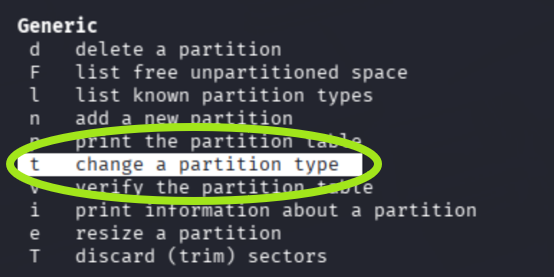 Generic
d delete a partition
F list free unpartitioned space
l list known partition types
n add a new partition
p print the partition table
t change a partition type
v verify the partition table
i print information about a partition
e resize a partition
T discard (trim) sectors